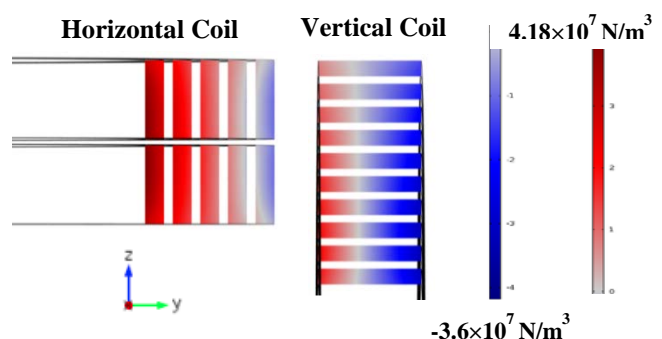 Horizontal Coil
Vertical Coil
4.18×10⁷ N/m³
-1
-2
-3
-4
3
2
1
0
z
y
-3.6×10⁷ N/m³